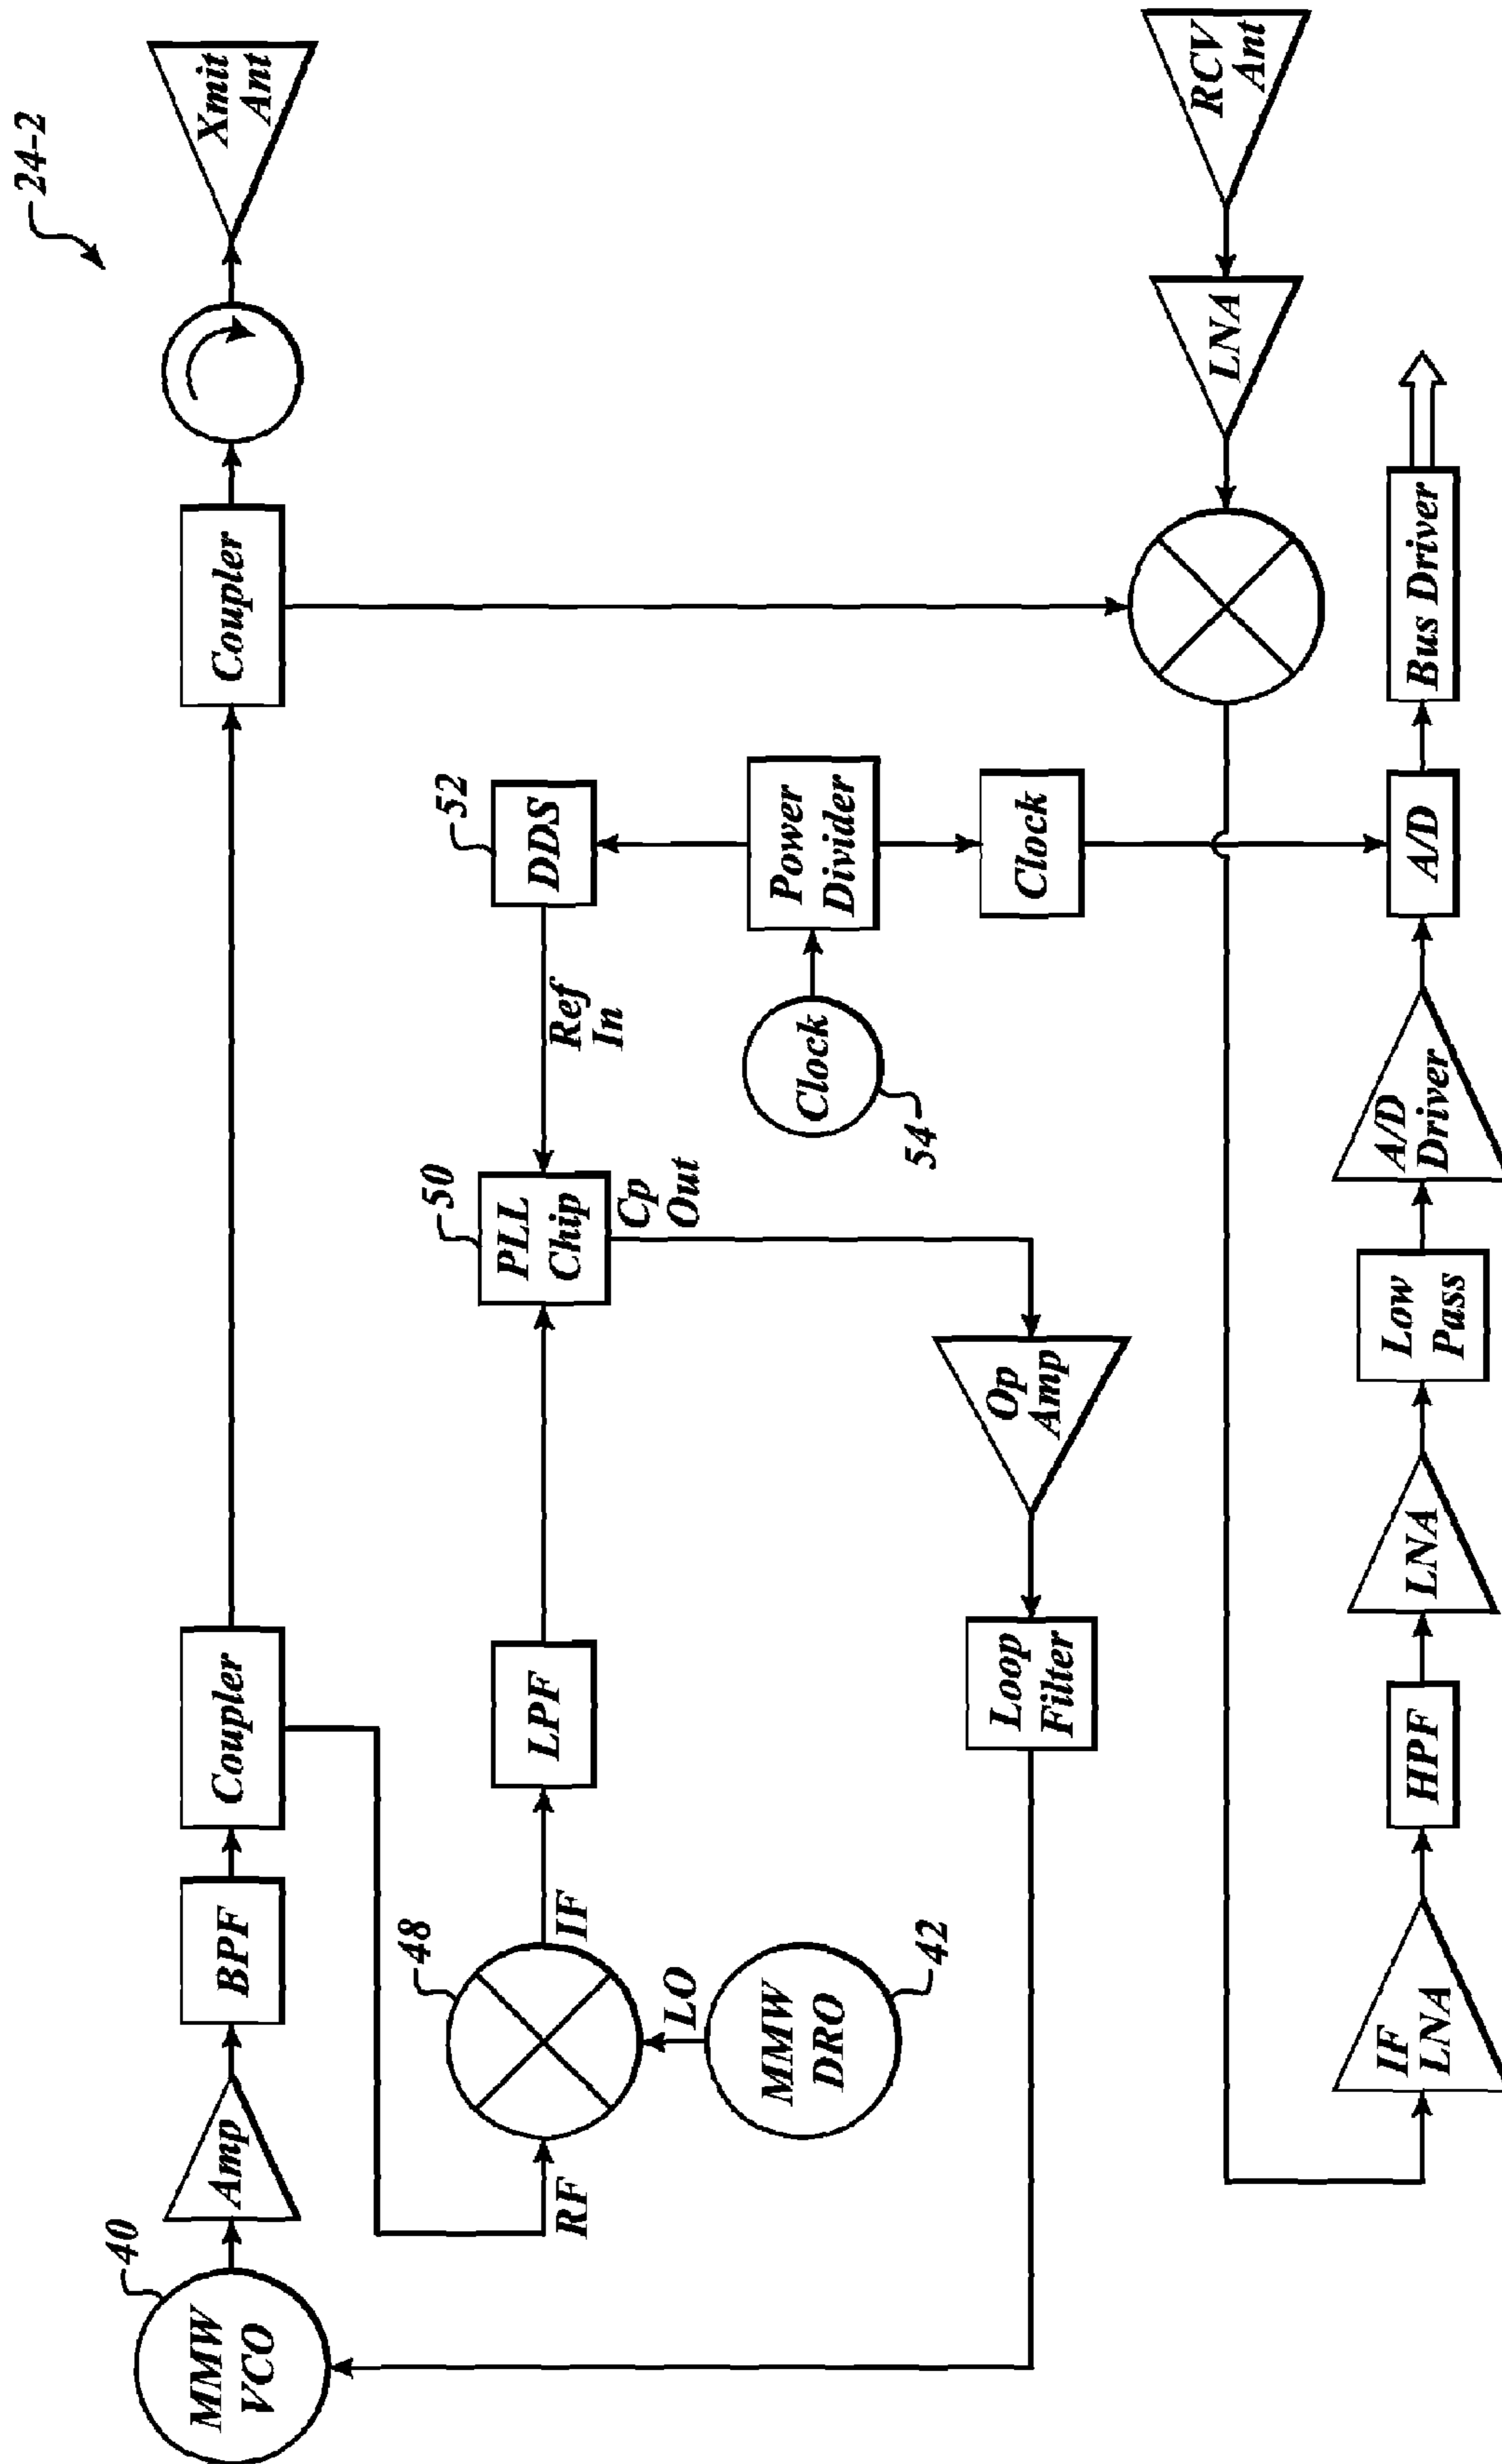 24-2
40
MMW
VCO
Amp
BPF
Coupler
Coupler
Xmit
Ant
RF
48
IF
LO
MMW
DRO
42
LPF
50
PLL
Chip
Cp
Out
Ref
In
52
DDS
Clock
54
Power
Divider
Clock
Op
Amp
Loop
Filter
LNA
RCV
Ant
IF
LNA
HPF
LNA
Low
Pass
A/D
Driver
A/D
Bus Driver